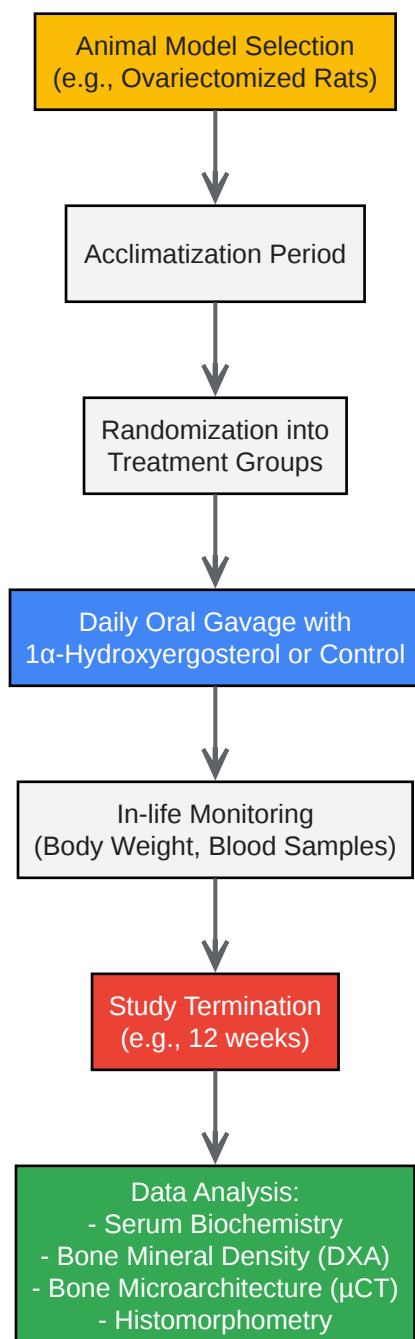 Animal Model Selection
(e.g., Ovariectomized Rats)
Acclimatization Period
Randomization into
Treatment Groups
Daily Oral Gavage with
1α-Hydroxyergosterol or Control
In-life Monitoring
(Body Weight, Blood Samples)
Study Termination
(e.g., 12 weeks)
Data Analysis:
- Serum Biochemistry
- Bone Mineral Density (DXA)
- Bone Microarchitecture (µCT)
- Histomorphometry